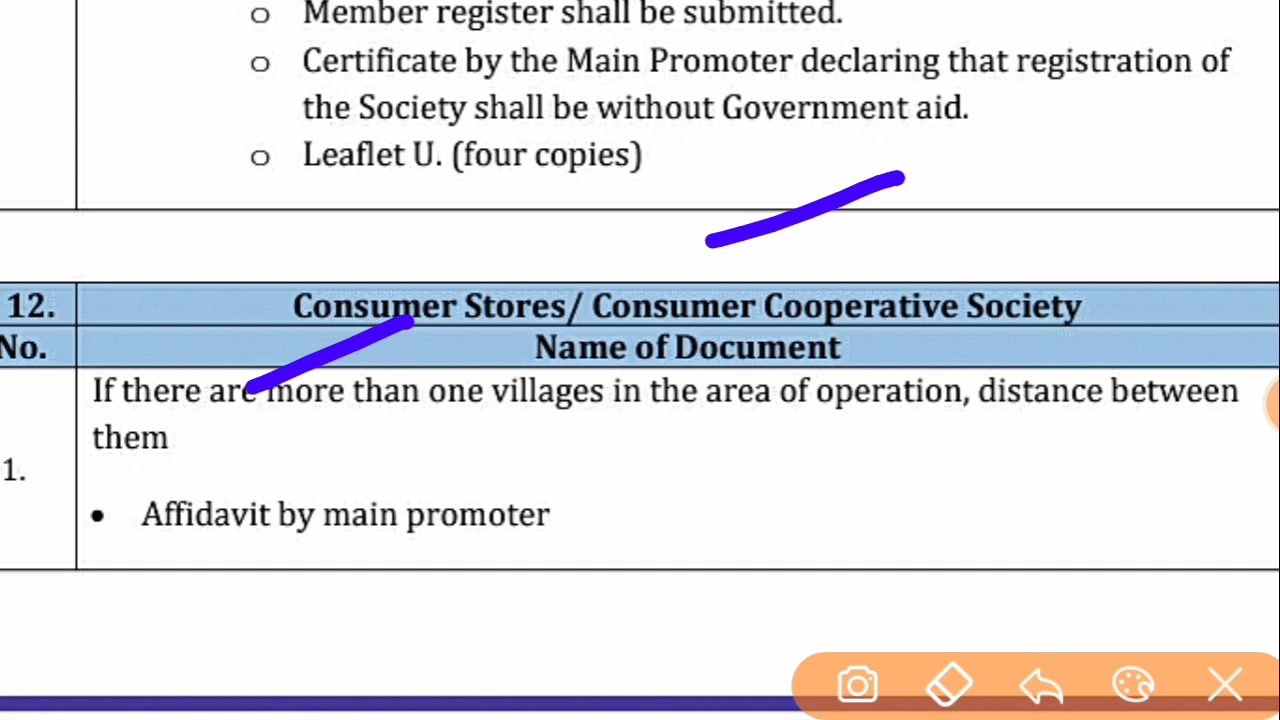 o Member register shall be submitted.
o Certificate by the Main Promoter declaring that registration of
the Society shall be without Government aid.
o Leaflet U. (four copies)
12. Consumer Stores/ Consumer Cooperative Society
No. Name of Document
If there are more than one villages in the area of operation, distance between
them
1.
• Affidavit by main promoter